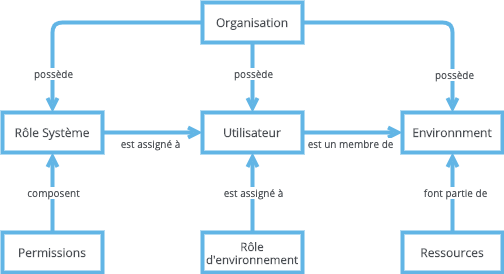 Organisation
possède
possède
possède
Rôle Système
Utilisateur
Environnment
est assigné à
est un membre de
composent
est assigné à
font partie de
Permissions
Rôle
d'environnement
Ressources